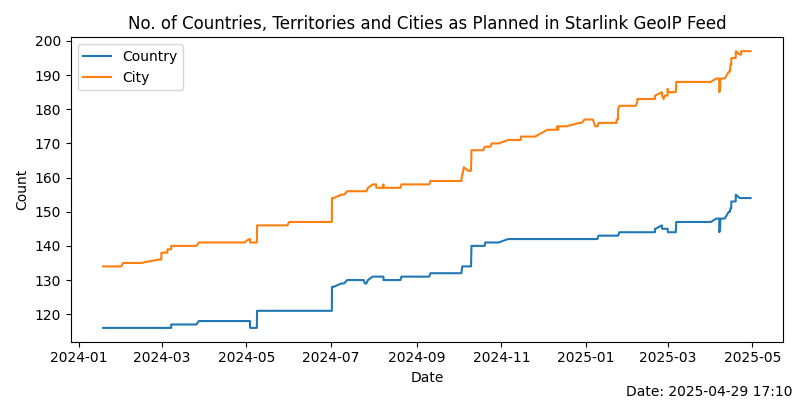 No. of Countries, Territories and Cities as Planned in Starlink GeoIP Feed
Country
City
200
190
180
170
160
150
140
130
120
Count
2024-01 2024-03 2024-05 2024-07 2024-09 2024-11 2025-01 2025-03 2025-05
Date
Date: 2025-04-29 17:10